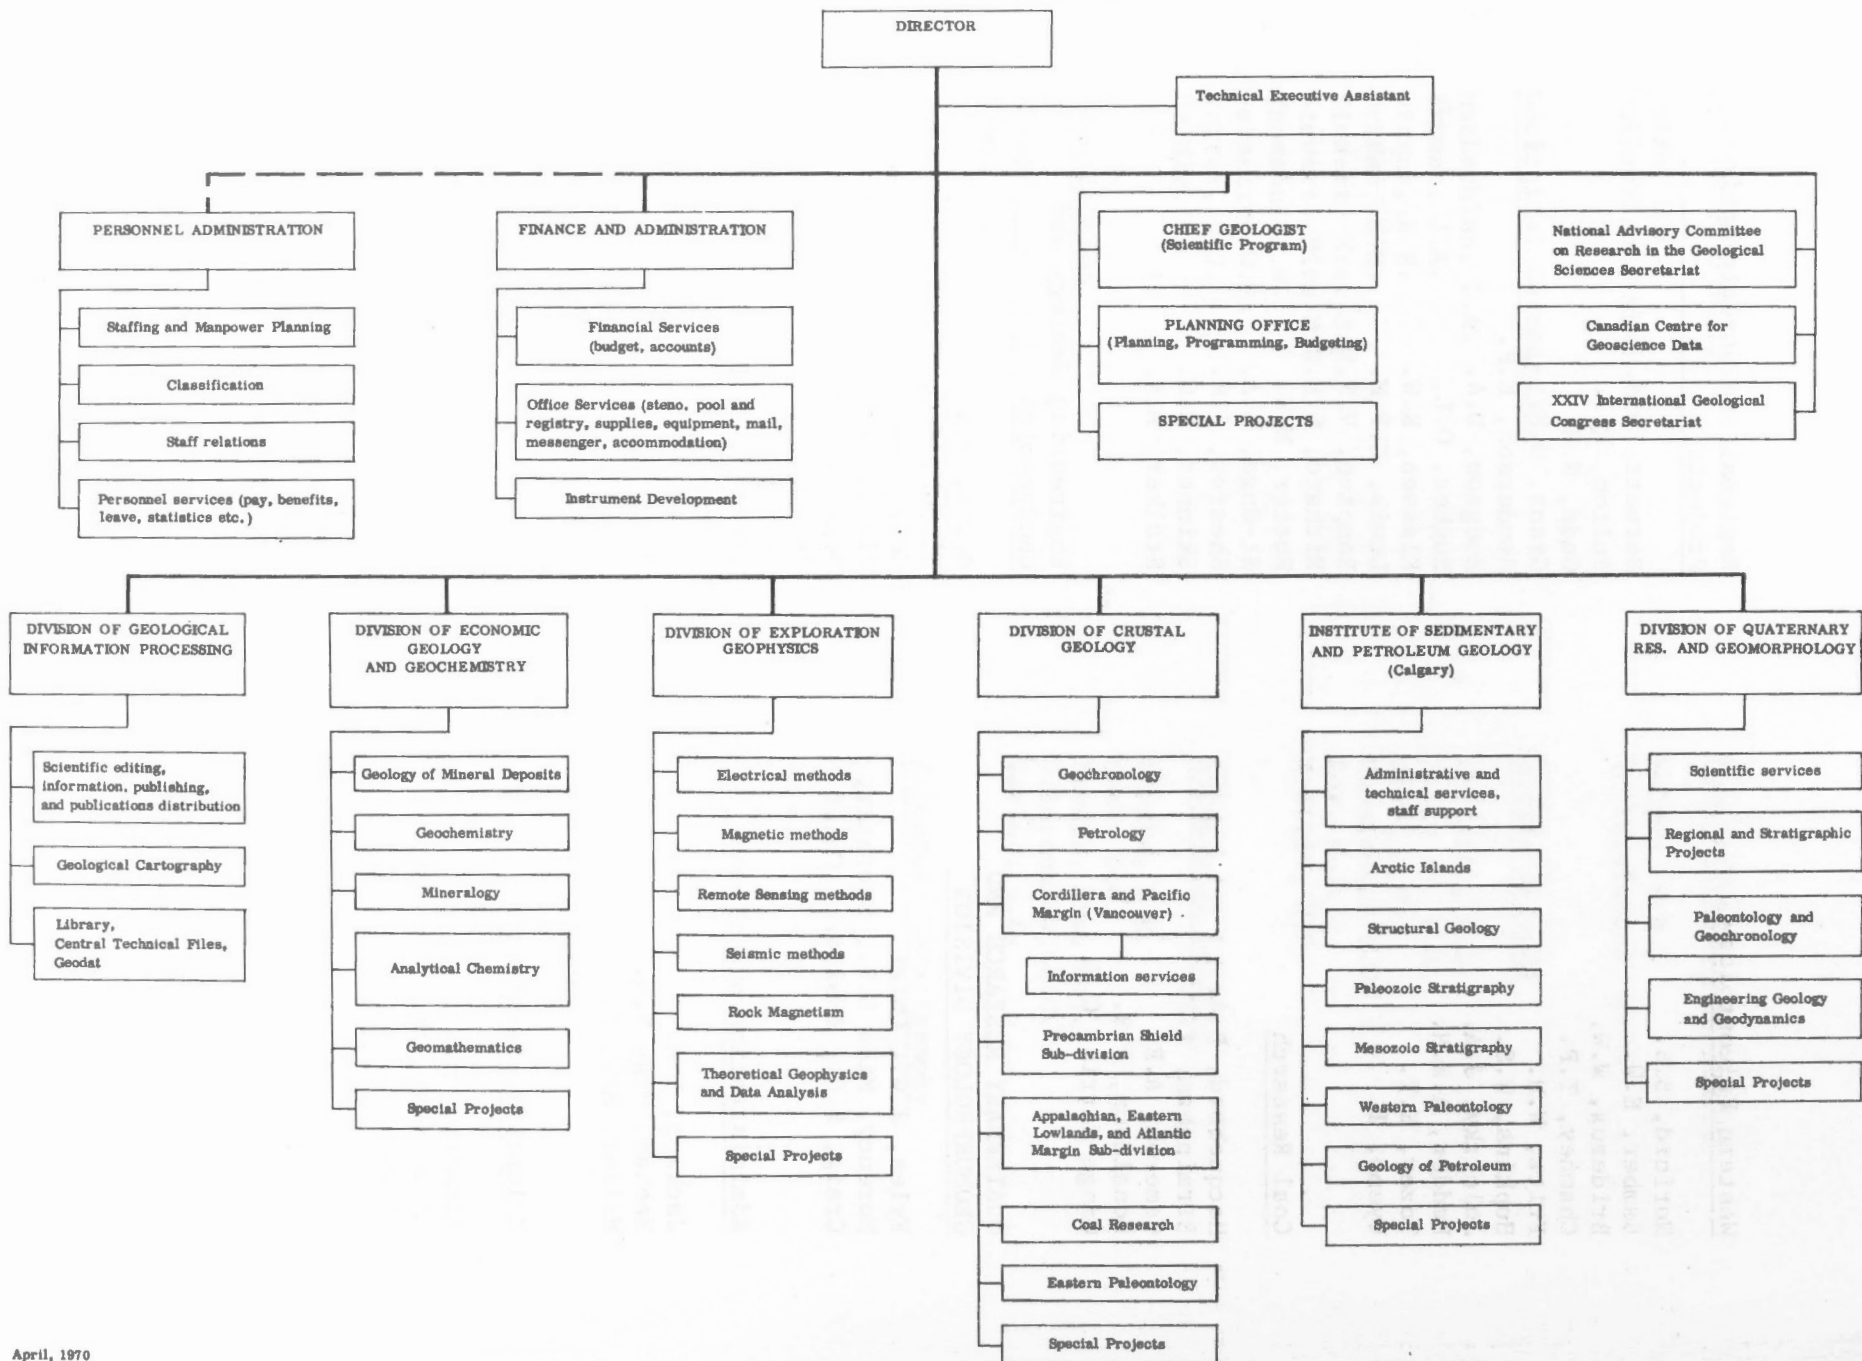 DIRECTOR
Technical Executive Assistant
PERSONNEL ADMINISTRATION
Staffing and Manpower Planning
Classification
Staff relations
Personnel services (pay, benefits,
leave, statistics etc.)
FINANCE AND ADMINISTRATION
Financial Services
(budget, accounts)
Office Services (steno, pool and
registry, supplies, equipment, mail,
messenger, accommodation)
Instrument Development
CHIEF GEOLOGIST
(Scientific Program)
PLANNING OFFICE
(Planning, Programming, Budgeting)
SPECIAL PROJECTS
National Advisory Committee
on Research in the Geological
Sciences Secretariat
Canadian Centre for
Geoscience Data
XXIV International Geological
Congress Secretariat
DIVISION OF GEOLOGICAL
INFORMATION PROCESSING
Scientific editing,
information, publishing,
and publications distribution
Geological Cartography
Library,
Central Technical Files,
Geodat
DIVISION OF ECONOMIC
GEOLOGY
AND GEOCHEMISTRY
Geology of Mineral Deposits
Geochemistry
Mineralogy
Analytical Chemistry
Geomathematics
Special Projects
DIVISION OF EXPLORATION
GEOPHYSICS
Electrical methods
Magnetic methods
Remote Sensing methods
Seismic methods
Rock Magnetism
Theoretical Geophysics
and Data Analysis
Special Projects
DIVISION OF CRUSTAL
GEOLOGY
Geochronology
Petrology
Cordillera and Pacific
Margin (Vancouver)
Information services
Precambrian Shield
Sub-division
Appalachian, Eastern
Lowlands, and Atlantic
Margin Sub-division
Coal Research
Eastern Paleontology
Special Projects
INSTITUTE OF SEDIMENTARY
AND PETROLEUM GEOLOGY
(Calgary)
Administrative and
technical services,
staff support
Arctic Islands
Structural Geology
Paleozoic Stratigraphy
Mesozoic Stratigraphy
Western Paleontology
Geology of Petroleum
Special Projects
DIVISION OF QUATERNARY
RES. AND GEOMORPHOLOGY
Scientific services
Regional and Stratigraphic
Projects
Paleontology and
Geochronology
Engineering Geology
and Geodynamics
Special Projects
April, 1970